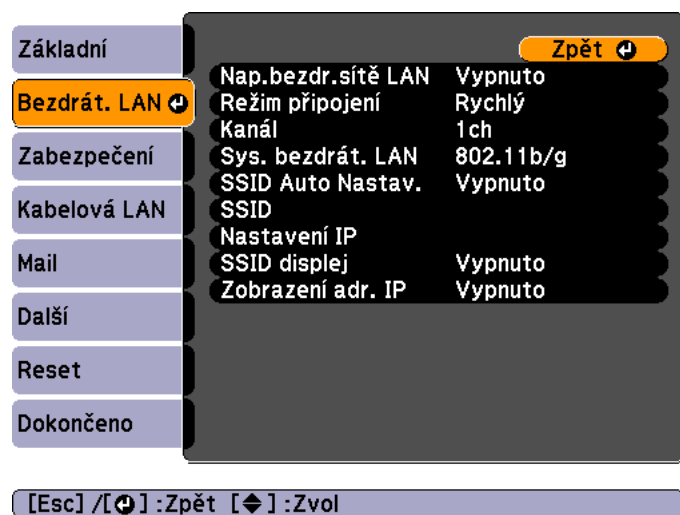 Základní
Bezdrát. LAN
Zabezpečení
Kabelová LAN
Mail
Další
Reset
Dokončeno
Zpět
Nap.bezdr.sítě LAN Vypnuto
Režim připojení Rychlý
Kanál 1ch
Sys. bezdrát. LAN 802.11b/g
SSID Auto Nastav. Vypnuto
SSID
Nastavení IP
SSID displej Vypnuto
Zobrazení adr. IP Vypnuto
[Esc] /[⏎] :Zpět [◆] :Zvol